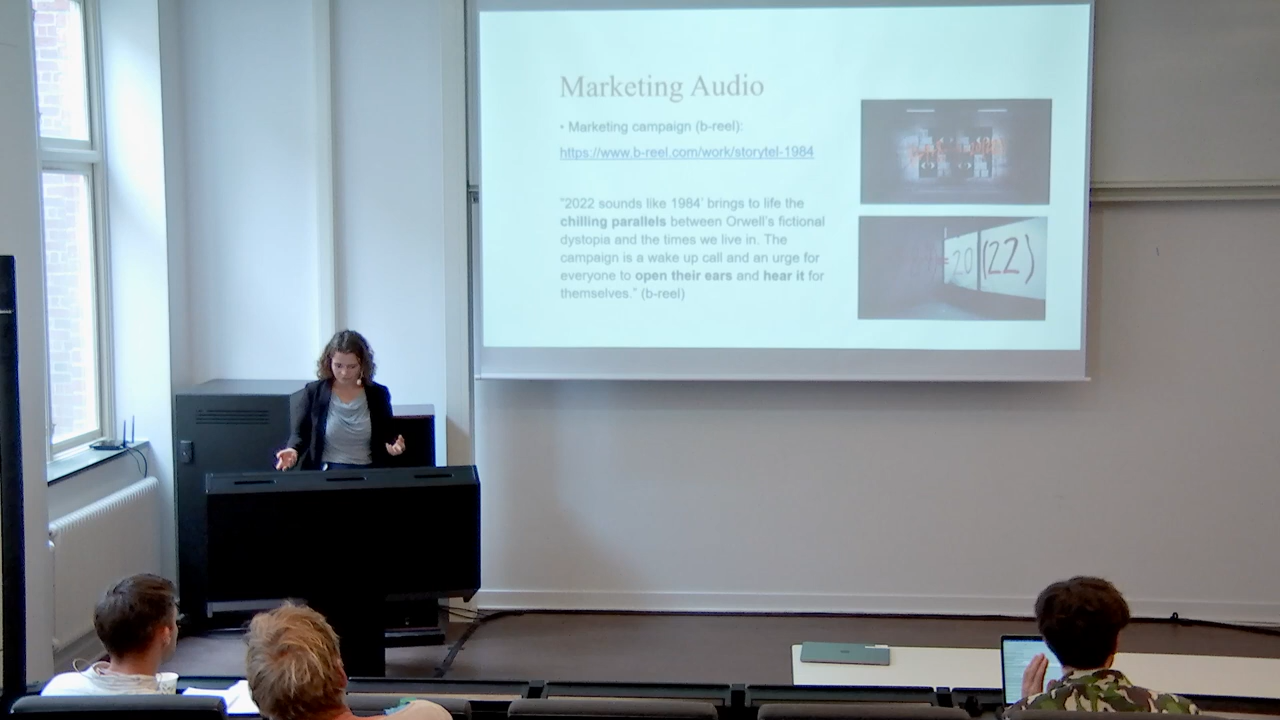 Marketing Audio
• Marketing campaign (b-reel):
https://www.b-reel.com/work/storytel-1984
"2022 sounds like 1984' brings to life the
chilling parallels between Orwell's fictional
dystopia and the times we live in. The
campaign is a wake up call and an urge for
everyone to open their ears and hear it for
themselves." (b-reel)
=20 (22)